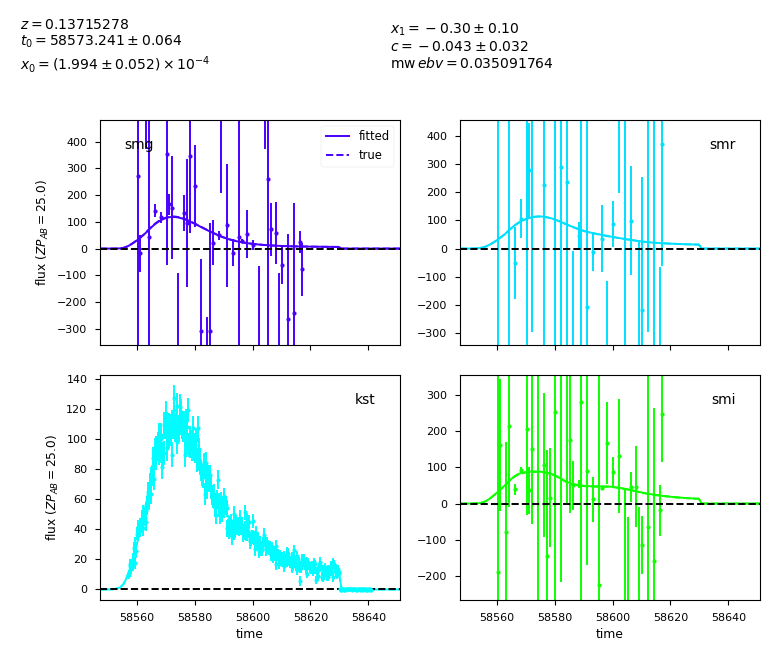 z = 0.13715278
t₀ = 58573.241 ± 0.064
x₀ = (1.994 ± 0.052) × 10⁻⁴
x₁ = −0.30 ± 0.10
c = −0.043 ± 0.032
mw ebv = 0.035091764
smg
fitted
true
flux (ZP_AB = 25.0)
400
300
200
100
0
−100
−200
−300
smr
400
300
200
100
0
−100
−200
−300
kst
flux (ZP_AB = 25.0)
140
120
100
80
60
40
20
0
58560 58580 58600 58620 58640
time
smi
300
200
100
0
−100
−200
58560 58580 58600 58620 58640
time